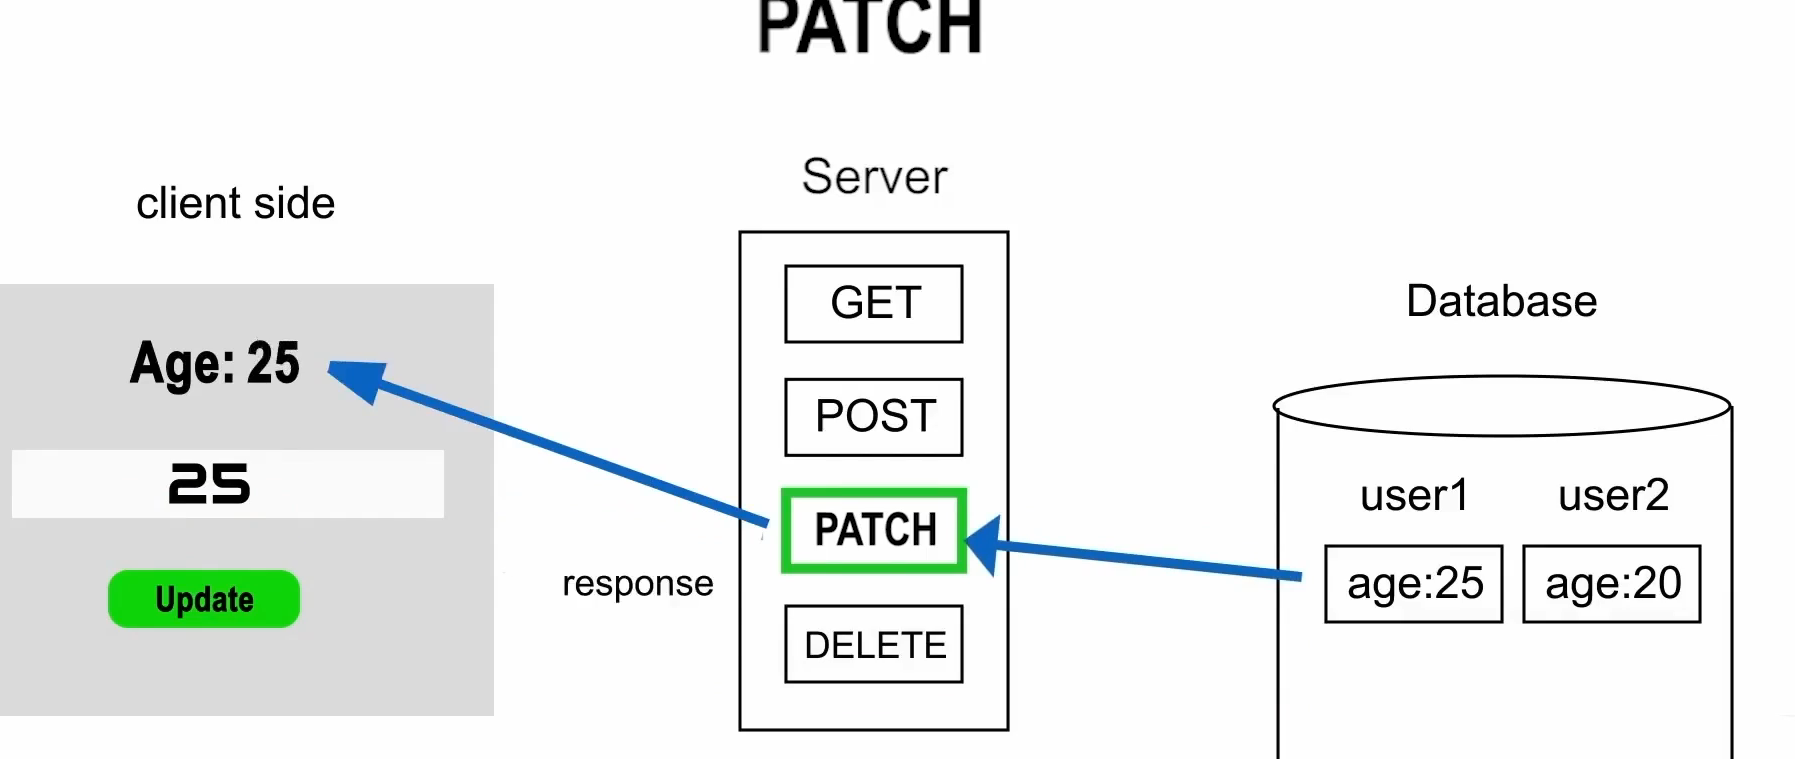 PATCH
Server
client side
GET
Database
Age: 25
POST
25
user1 user2
PATCH
age:25 age:20
response
Update
DELETE